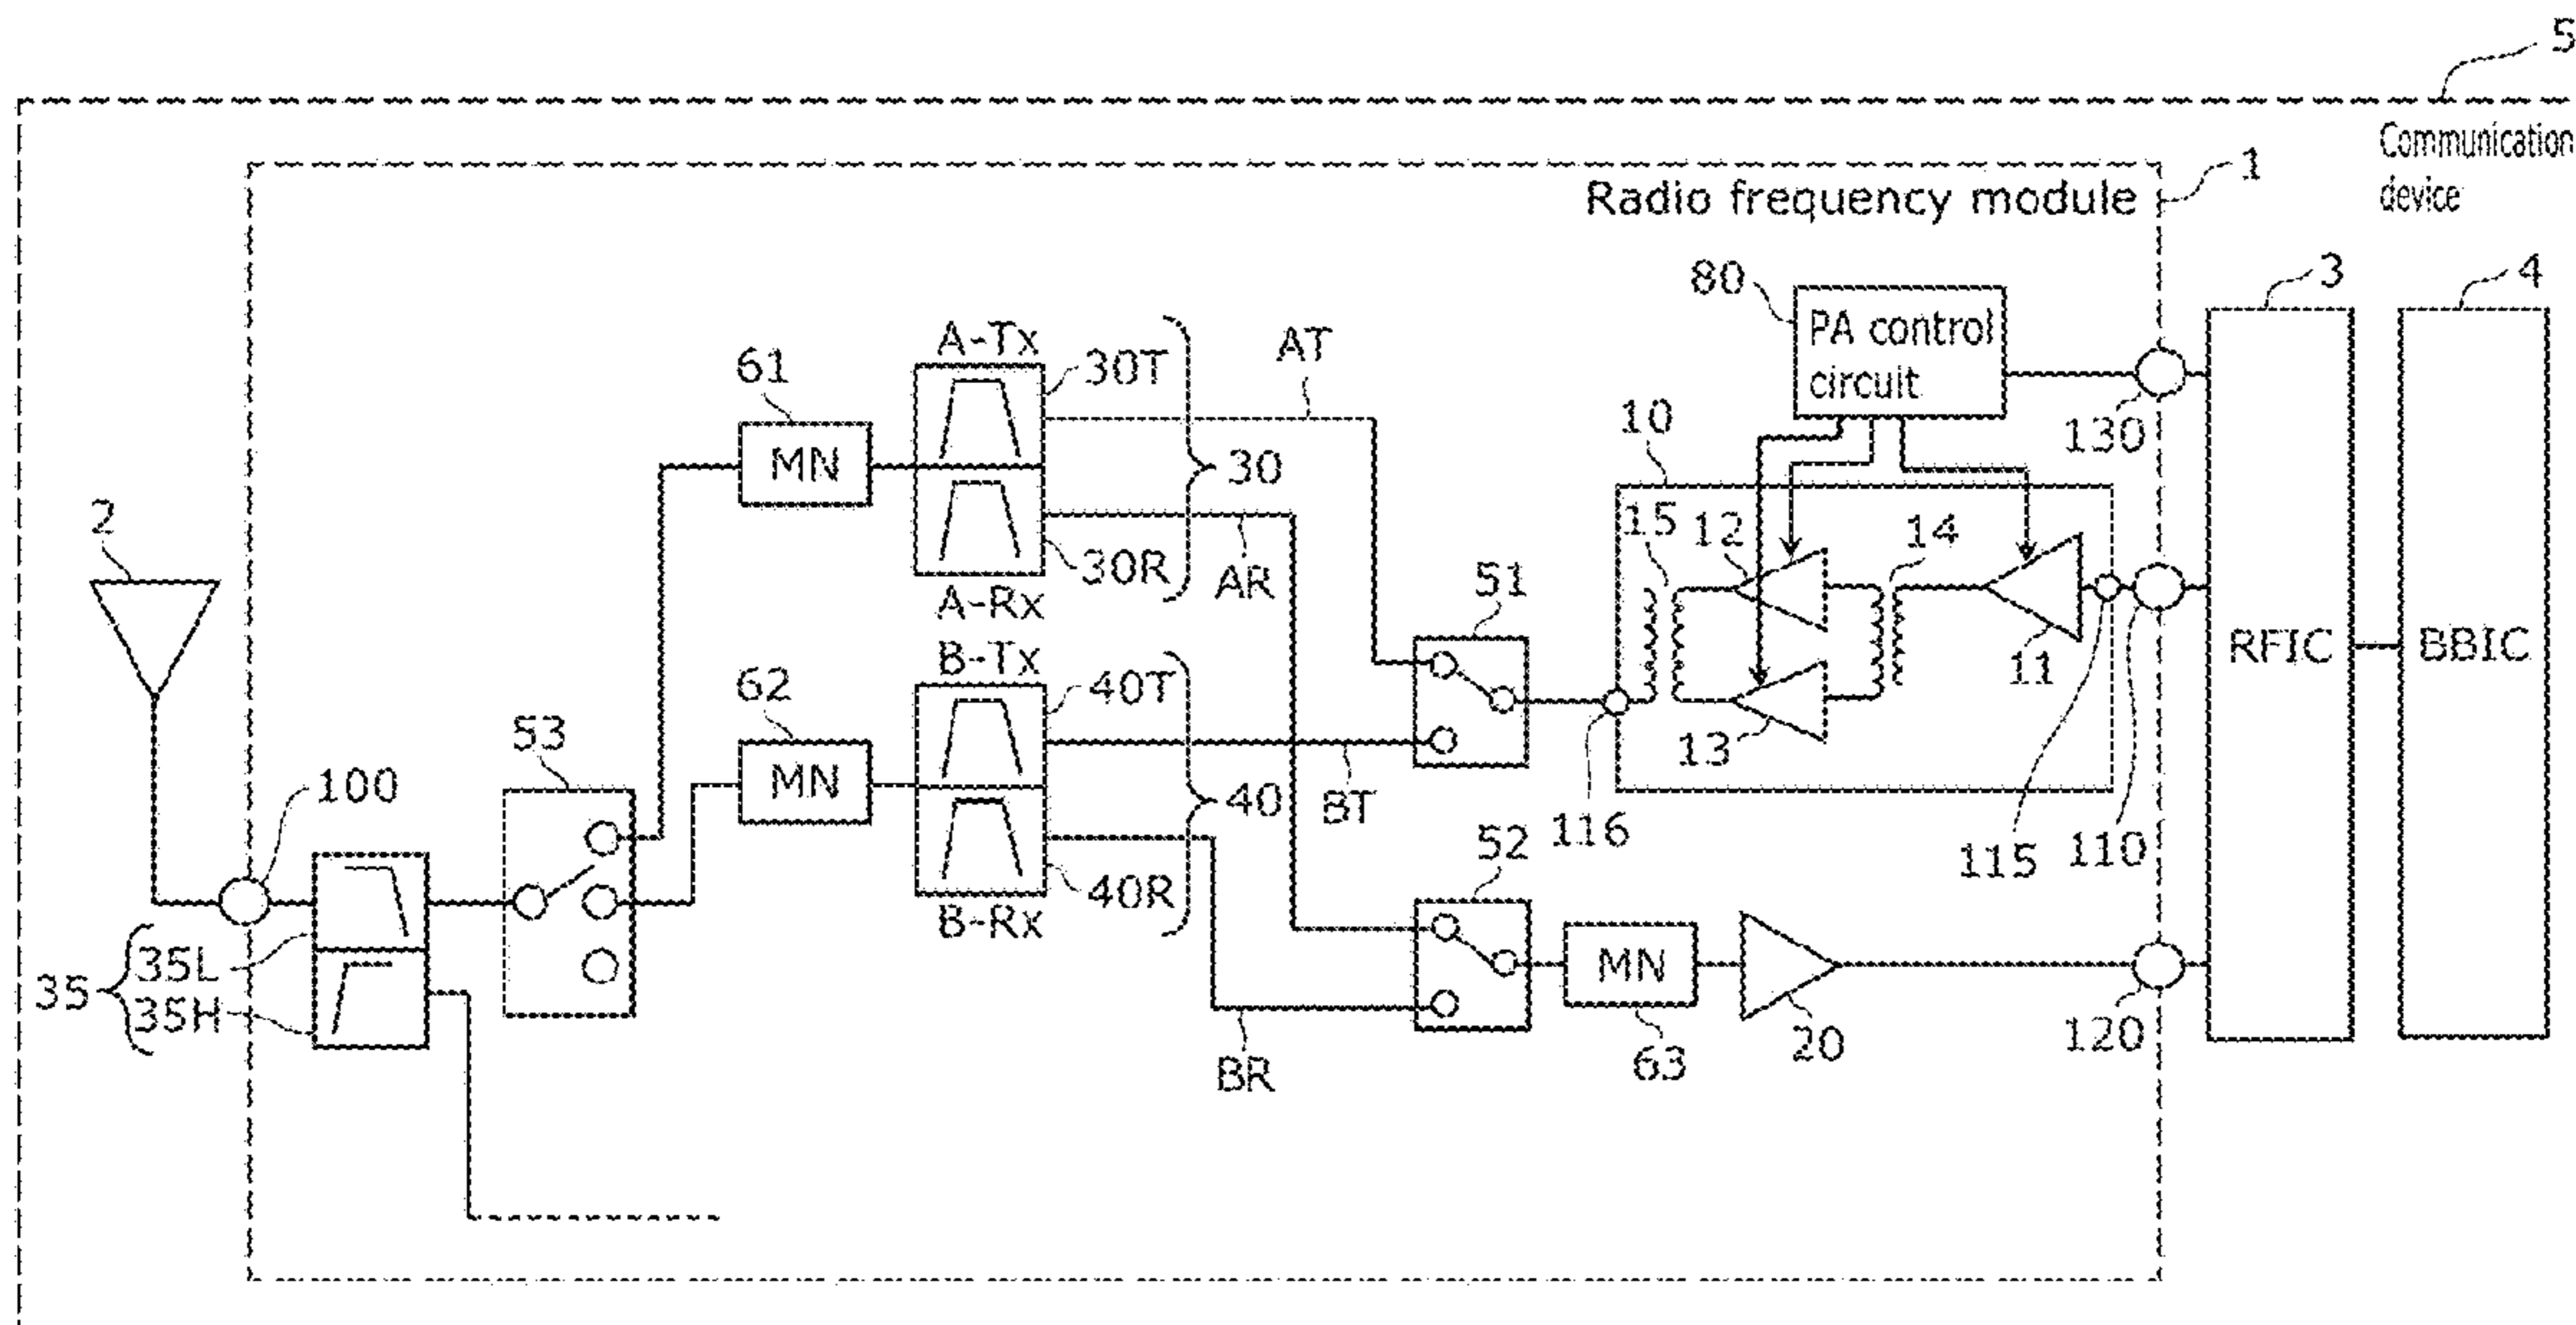 5
Communication
device
1
Radio frequency module
80
PA control
circuit
3
4
130
A-Tx
30T
AT
61
MN
30
10
2
30R
A-Rx
AR
15
12
14
51
11
110
RFIC
BBIC
62
MN
B-Tx
40T
53
13
100
40
BT
116
115
40R
B-Rx
52
35
35L
35H
MN
63
20
120
BR